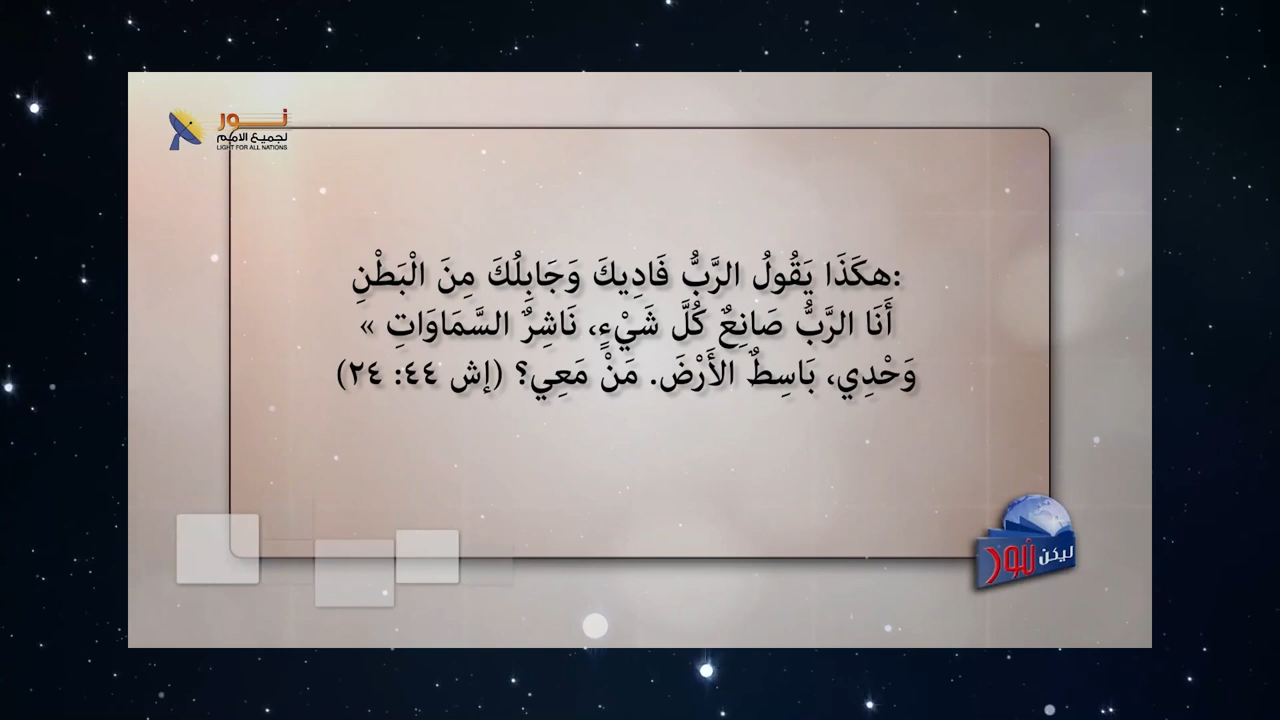 نور
لجميع الامم
LIGHT FOR ALL NATIONS
:هكَذَا يَقُولُ الرَّبُّ فَادِيكَ وَجَابِلُكَ مِنَ الْبَطْنِ
أَنَا الرَّبُّ صَانِعٌ كُلَّ شَيْءٍ، نَاشِرٌ السَّمَاوَاتِ »
وَحْدِي، بَاسِطٌ الأَرْضَ. مَنْ مَعِي؟ (إش ٤٤: ٢٤)
ليكن نور